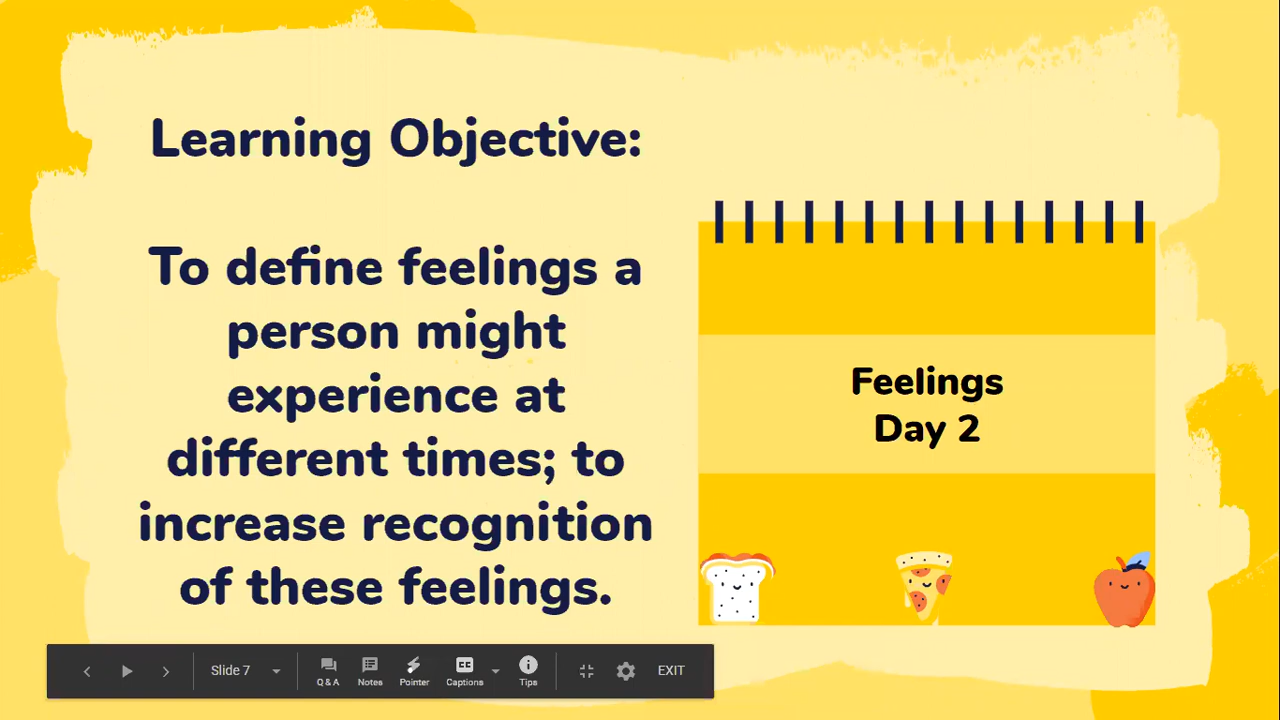 Learning Objective:
To define feelings a
person might
experience at
different times; to
increase recognition
of these feelings.
Feelings
Day 2
Slide 7
Q & A
Notes
Pointer
Captions
Tips
EXIT